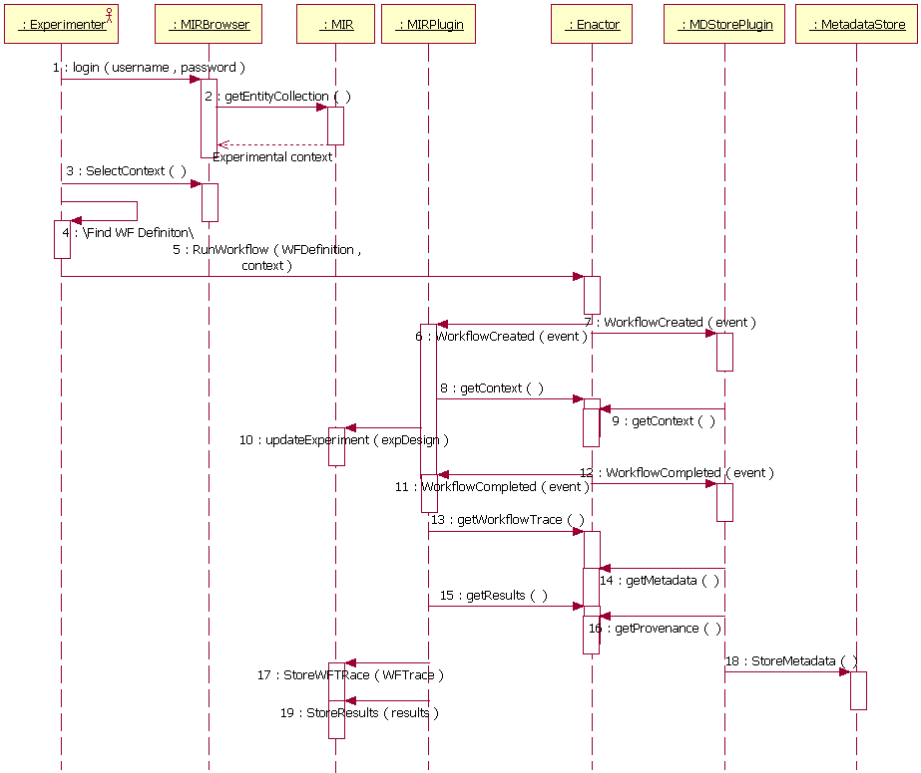 : Experimenter
: MIRBrowser
: MIR
: MIRPlugin
: Enactor
: MDStorePlugin
: MetadataStore
1 : login ( username , password )
2 : getEntityCollection ( )
Experimental context
3 : SelectContext ( )
4 : \Find WF Definiton\
5 : RunWorkflow ( WFDefinition ,
context )
7 : WorkflowCreated ( event )
6 : WorkflowCreated ( event )
8 : getContext ( )
9 : getContext ( )
10 : updateExperiment ( expDesign )
12 : WorkflowCompleted ( event )
11 : WorkflowCompleted ( event )
13 : getWorkflowTrace ( )
14 : getMetadata ( )
15 : getResults ( )
16 : getProvenance ( )
18 : StoreMetadata ( )
17 : StoreWFTRace ( WFTrace )
19 : StoreResults ( results )